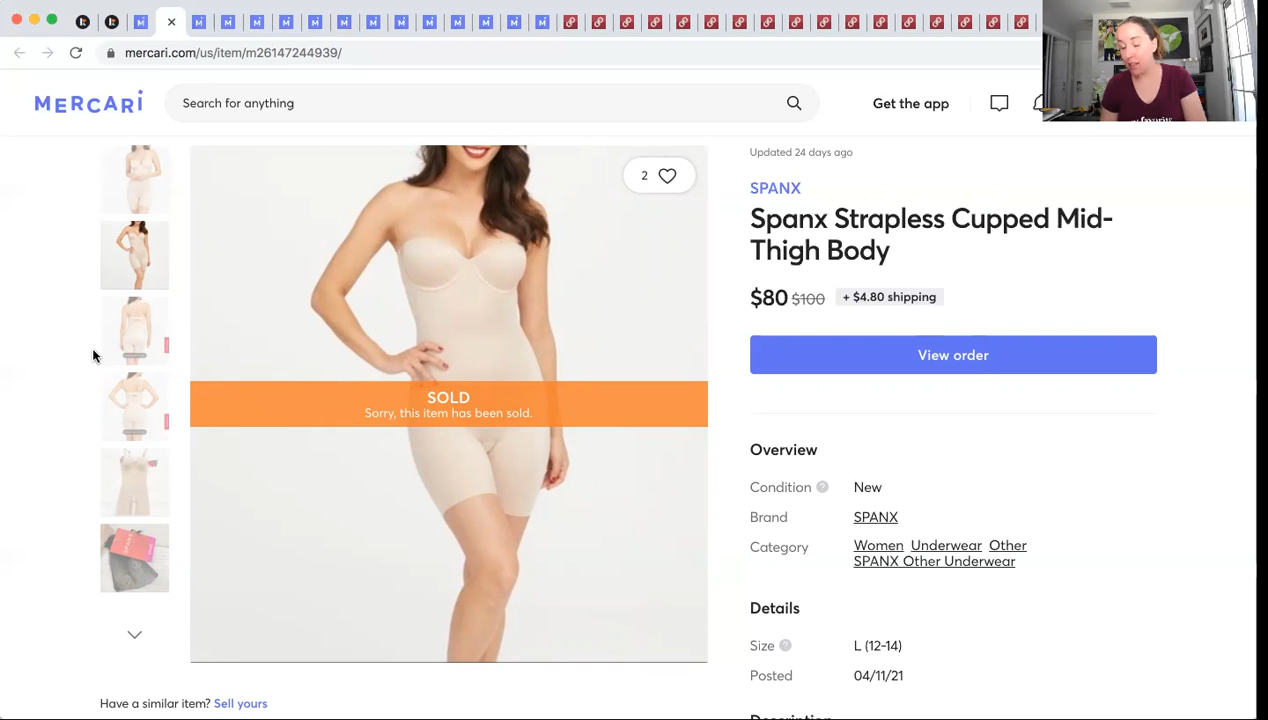 mercari.com/us/item/m26147244939/
MERCARI
Search for anything
Get the app
Updated 24 days ago
2
SPANX
Spanx Strapless Cupped Mid-
Thigh Body
$80 $100 + $4.80 shipping
View order
SOLD
Sorry, this item has been sold.
Overview
Condition ? New
Brand SPANX
Category Women Underwear Other
SPANX Other Underwear
Details
Size ? L (12-14)
Posted 04/11/21
Have a similar item? Sell yours